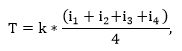 T = k * (i₁ + i₂+i₃ + i₄) / 4,